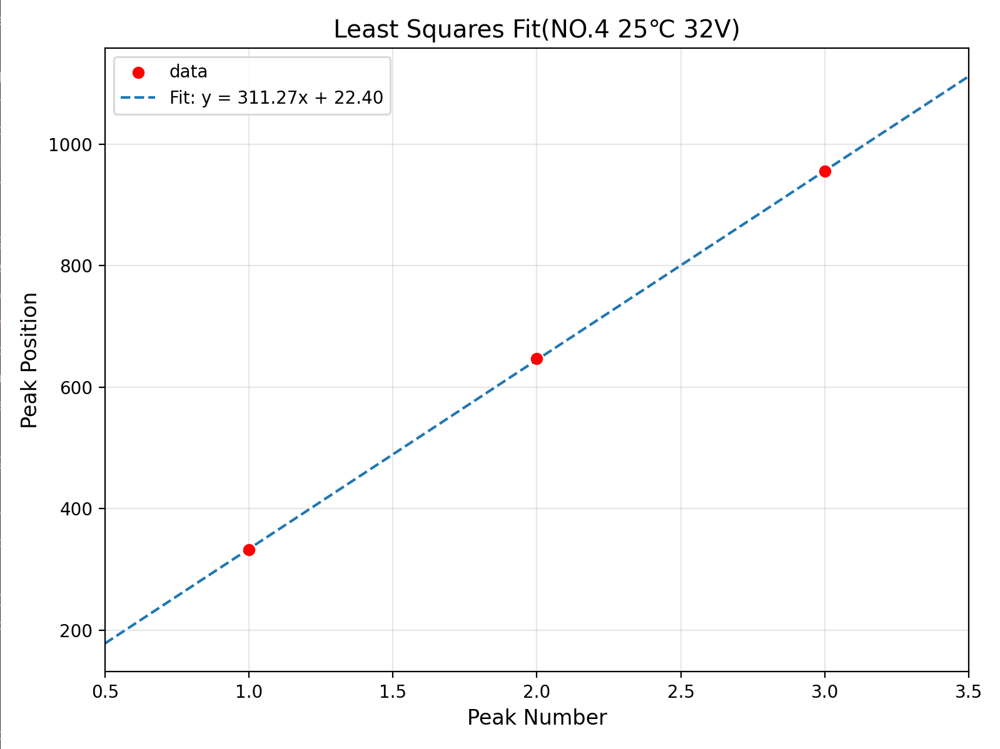 Least Squares Fit(NO.4 25℃ 32V)
data
Fit: y = 311.27x + 22.40
1000
800
600
400
200
Peak Position
0.5 1.0 1.5 2.0 2.5 3.0 3.5
Peak Number